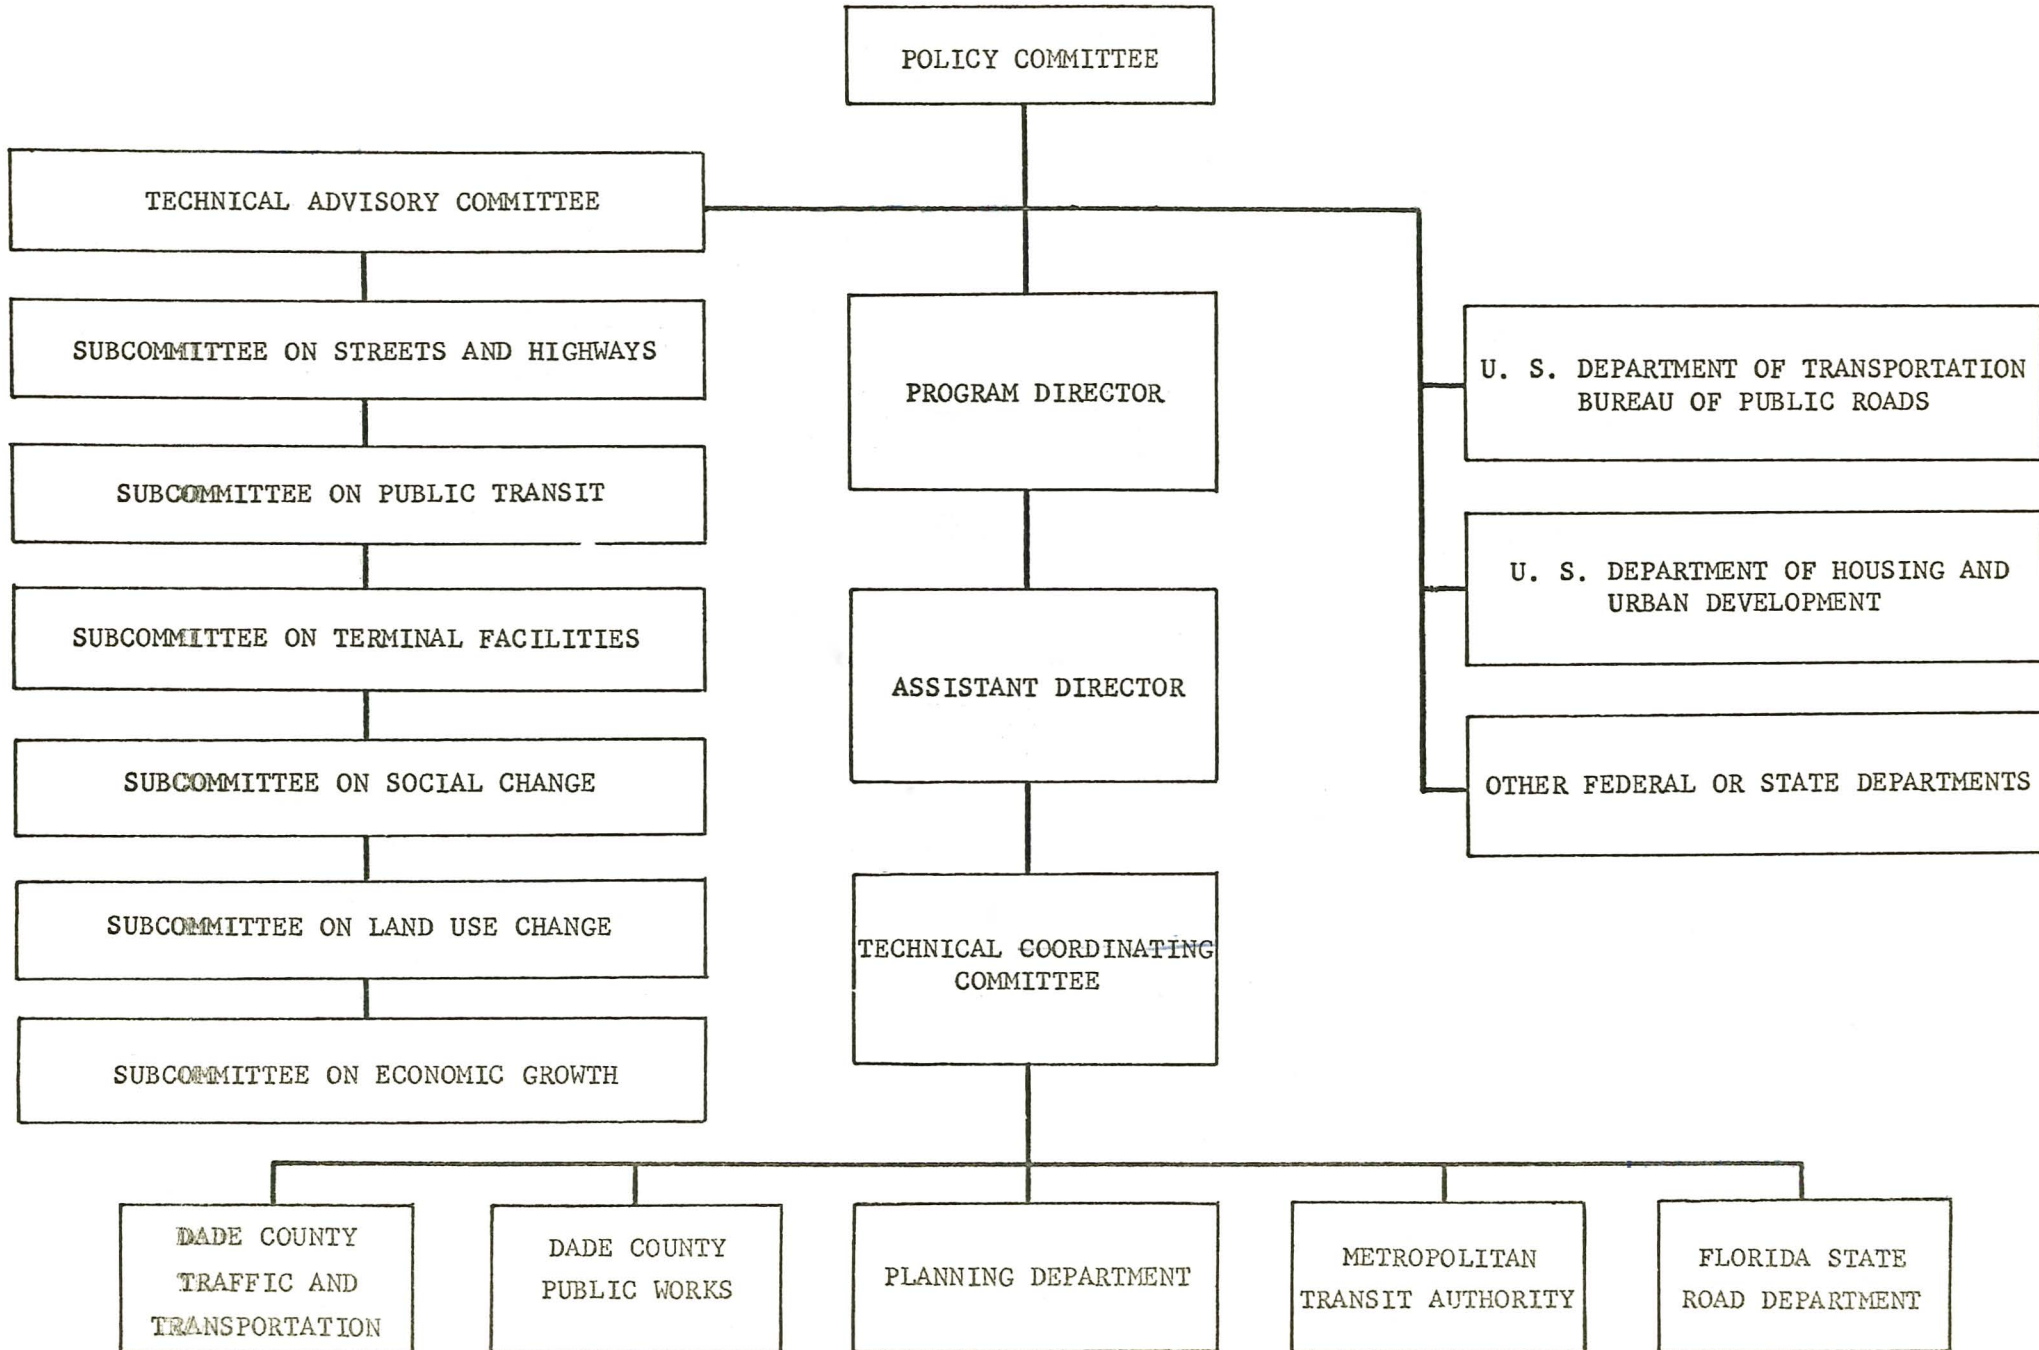 POLICY COMMITTEE
TECHNICAL ADVISORY COMMITTEE
SUBCOMMITTEE ON STREETS AND HIGHWAYS
SUBCOMMITTEE ON PUBLIC TRANSIT
SUBCOMMITTEE ON TERMINAL FACILITIES
SUBCOMMITTEE ON SOCIAL CHANGE
SUBCOMMITTEE ON LAND USE CHANGE
SUBCOMMITTEE ON ECONOMIC GROWTH
PROGRAM DIRECTOR
ASSISTANT DIRECTOR
TECHNICAL COORDINATING
COMMITTEE
U. S. DEPARTMENT OF TRANSPORTATION
BUREAU OF PUBLIC ROADS
U. S. DEPARTMENT OF HOUSING AND
URBAN DEVELOPMENT
OTHER FEDERAL OR STATE DEPARTMENTS
DADE COUNTY
TRAFFIC AND
TRANSPORTATION
DADE COUNTY
PUBLIC WORKS
PLANNING DEPARTMENT
METROPOLITAN
TRANSIT AUTHORITY
FLORIDA STATE
ROAD DEPARTMENT